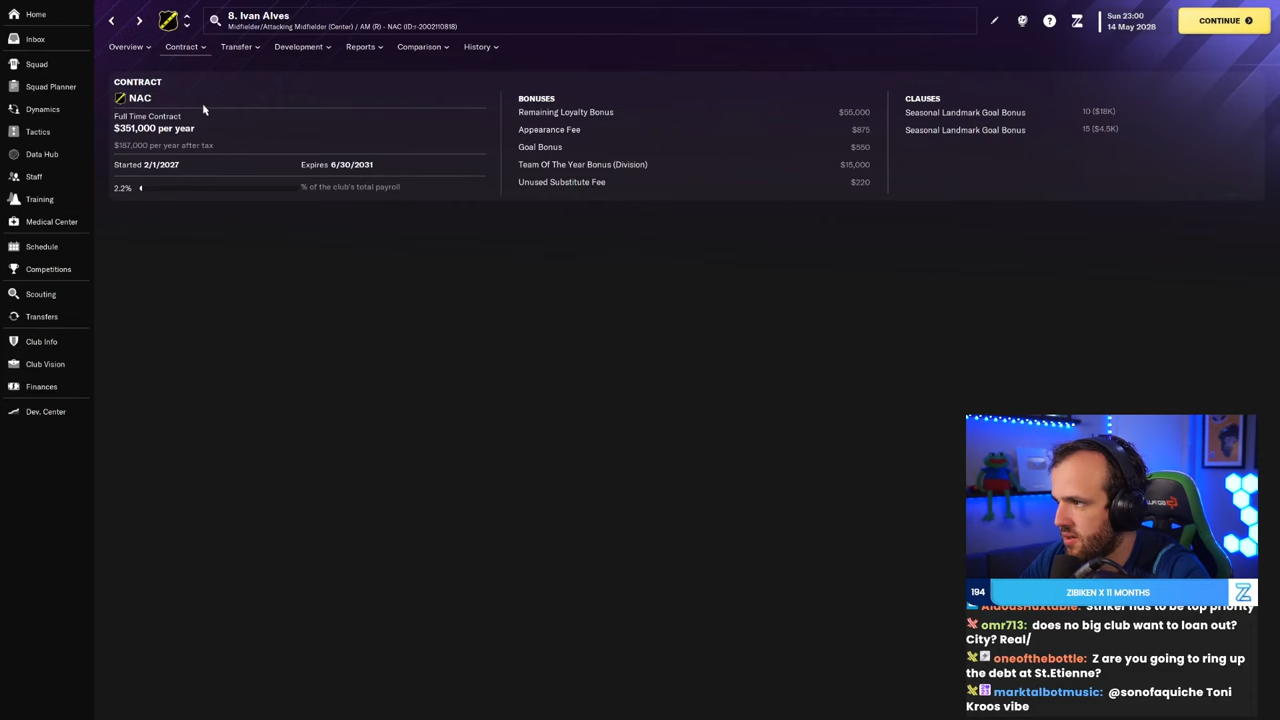 Home
Inbox
Squad
Squad Planner
Dynamics
Tactics
Data Hub
Staff
Training
Medical Center
Schedule
Competitions
Scouting
Transfers
Club Info
Club Vision
Finances
Dev. Center
8. Ivan Alves
Midfielder/Attacking Midfielder (Center) / AM (R) - NAC (ID:r-2002110818)
Sun 23:00
14 May 2028
CONTINUE
Overview
Contract
Transfer
Development
Reports
Comparison
History
CONTRACT
NAC
Full Time Contract
$351,000 per year
$187,000 per year after tax
Started 2/1/2027
Expires 6/30/2031
2.2%
% of the club's total payroll
BONUSES
Remaining Loyalty Bonus $55,000
Appearance Fee $875
Goal Bonus $550
Team Of The Year Bonus (Division) $15,000
Unused Substitute Fee $220
CLAUSES
Seasonal Landmark Goal Bonus 10 ($18K)
Seasonal Landmark Goal Bonus 15 ($4.5K)
194 ZIBIKEN X 11 MONTHS
AldousHuxtable: Striker has to be top priority
omr713: does no big club want to loan out?
City? Real/
oneofthebottle: Z are you going to ring up
the debt at St.Etienne?
marktalbotmusic: @sonofaquiche Toni
Kroos vibe